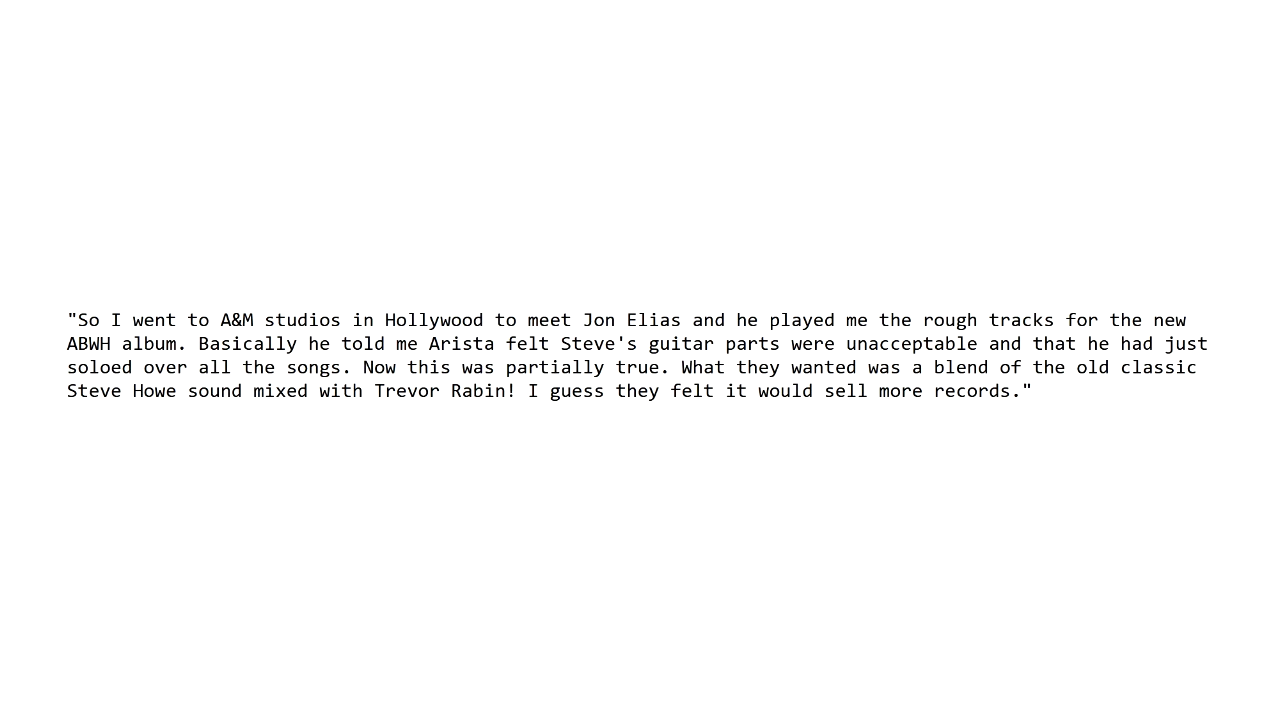 "So I went to A&M studios in Hollywood to meet Jon Elias and he played me the rough tracks for the new
ABWH album. Basically he told me Arista felt Steve's guitar parts were unacceptable and that he had just
soloed over all the songs. Now this was partially true. What they wanted was a blend of the old classic
Steve Howe sound mixed with Trevor Rabin! I guess they felt it would sell more records."